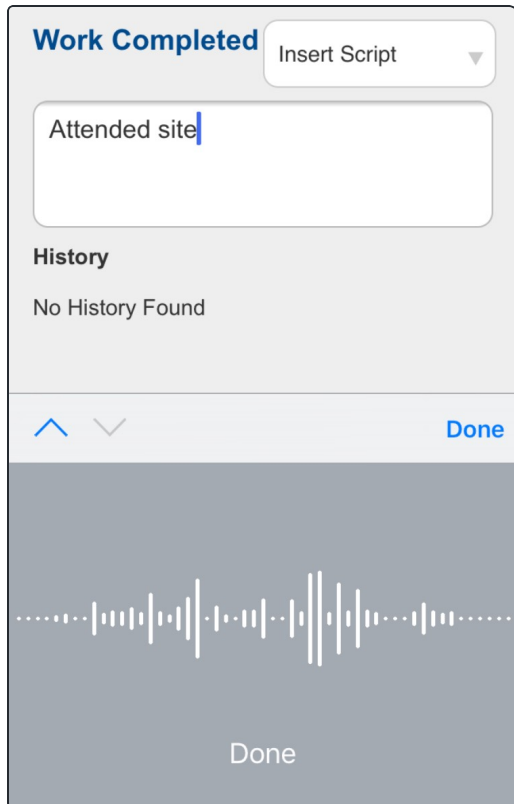 Work Completed
Insert Script
Attended site
History
No History Found
Done
Done